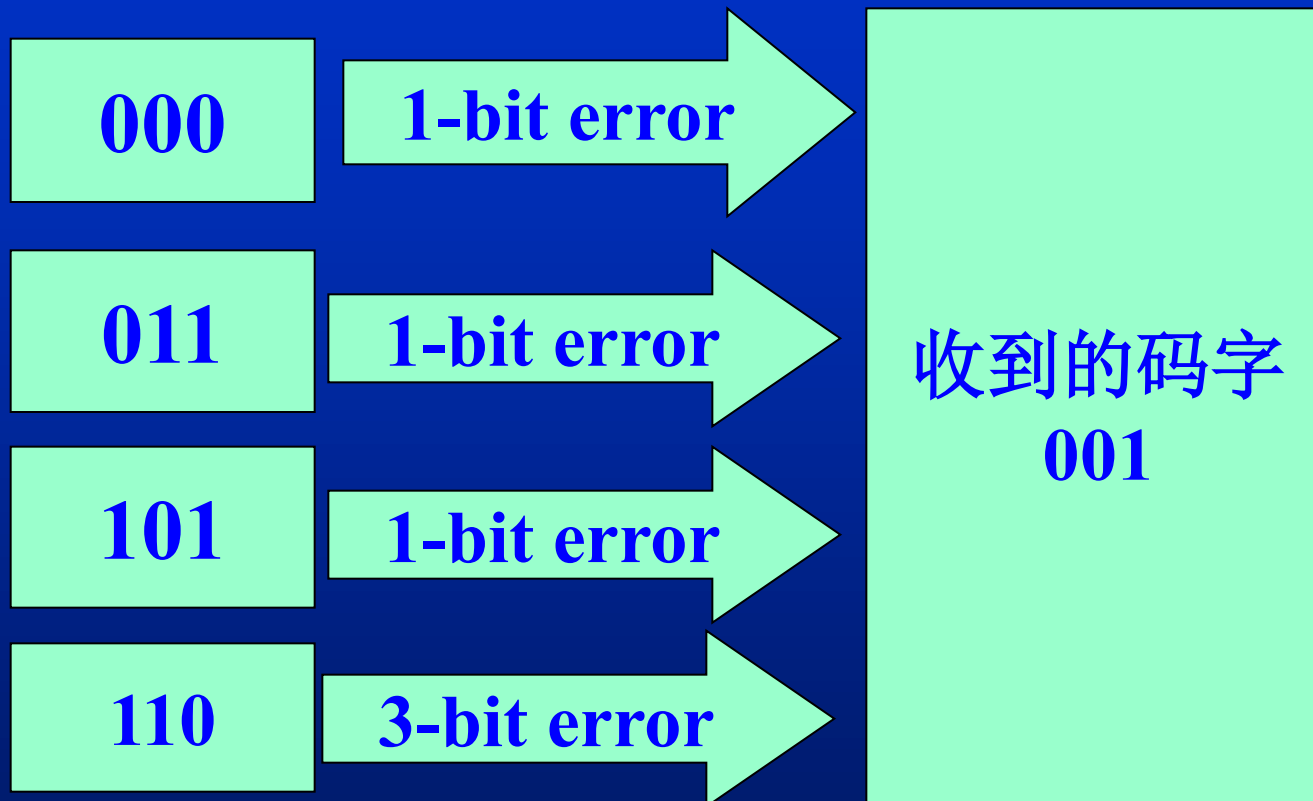 000
1-bit error
011
1-bit error
101
1-bit error
110
3-bit error
收到的码字
001